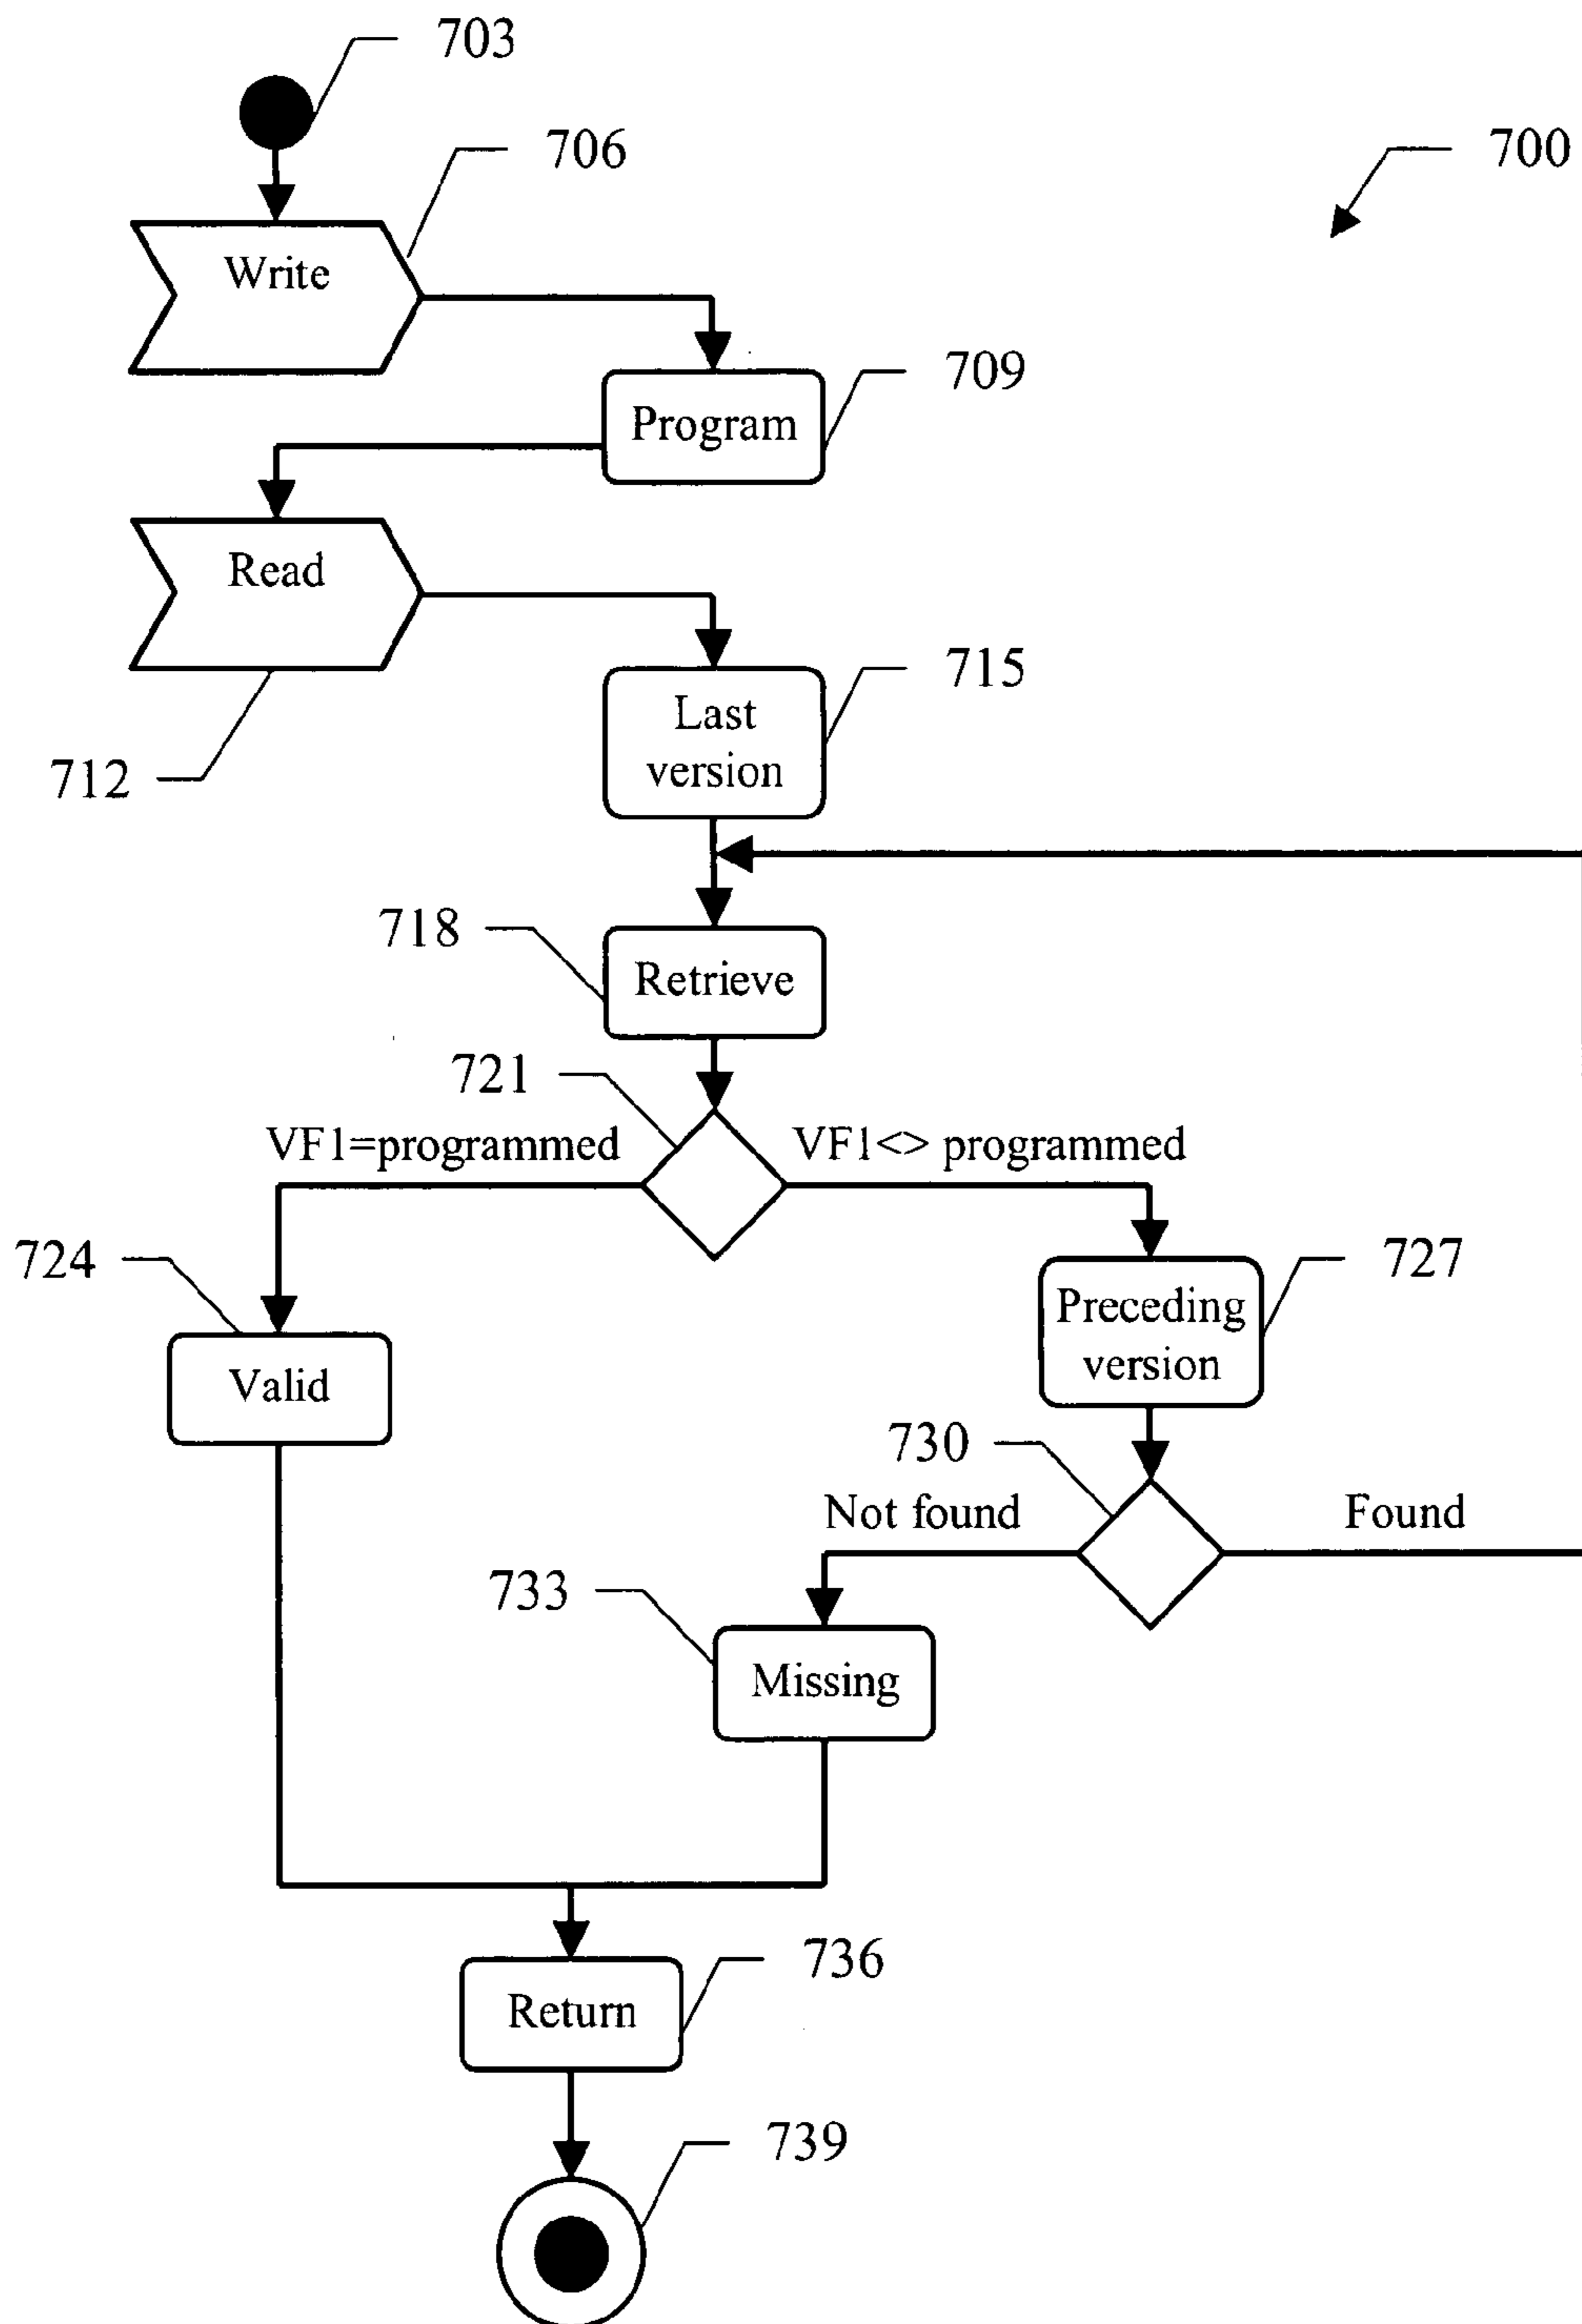 703
706
700
Write
709
Program
Read
715
Last
version
712
718
Retrieve
721
VF1=programmed
VF1<> programmed
724
727
Preceding
version
Valid
730
Not found
Found
733
Missing
736
Return
739